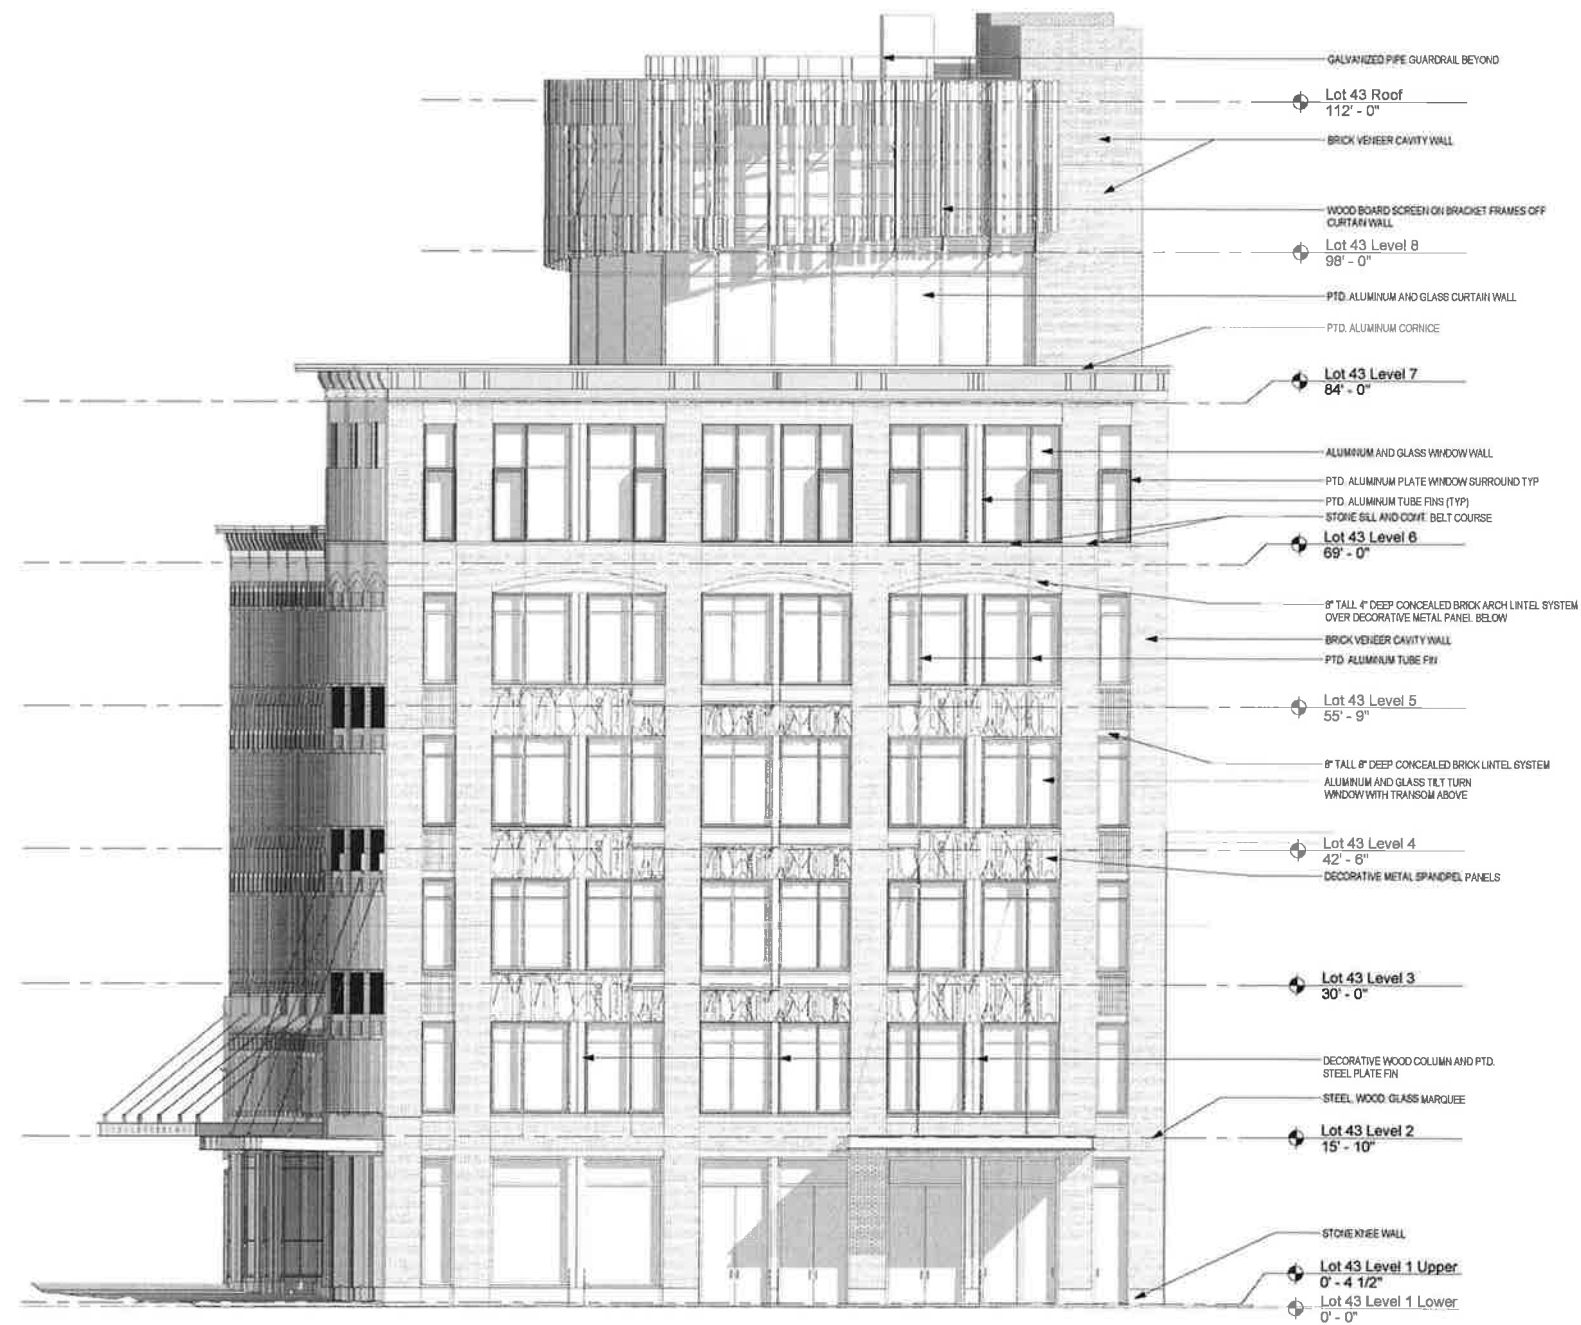 GALVANIZED PIPE GUARDRAIL BEYOND
Lot 43 Roof
112' - 0"
BRICK VENEER CAVITY WALL
WOOD BOARD SCREEN ON BRACKET FRAMES OFF
CURTAIN WALL
Lot 43 Level 8
98' - 0"
PTD. ALUMINUM AND GLASS CURTAIN WALL
PTD. ALUMINUM CORNICE
Lot 43 Level 7
84' - 0"
ALUMINUM AND GLASS WINDOW WALL
PTD. ALUMINUM PLATE WINDOW SURROUND TYP
PTD. ALUMINUM TUBE FINS (TYP)
STONE SILL AND CONT. BELT COURSE
Lot 43 Level 6
69' - 0"
8" TALL 4" DEEP CONCEALED BRICK ARCH LINTEL SYSTEM
OVER DECORATIVE METAL PANEL BELOW
BRICK VENEER CAVITY WALL
PTD. ALUMINUM TUBE FIN
Lot 43 Level 5
55' - 9"
8" TALL 8" DEEP CONCEALED BRICK LINTEL SYSTEM
ALUMINUM AND GLASS TILT TURN
WINDOW WITH TRANSOM ABOVE
Lot 43 Level 4
42' - 6"
DECORATIVE METAL SPANDREL PANELS
Lot 43 Level 3
30' - 0"
DECORATIVE WOOD COLUMN AND PTD.
STEEL PLATE FIN
STEEL, WOOD, GLASS MARQUEE
Lot 43 Level 2
15' - 10"
STONE KNEE WALL
Lot 43 Level 1 Upper
0' - 4 1/2"
Lot 43 Level 1 Lower
0' - 0"